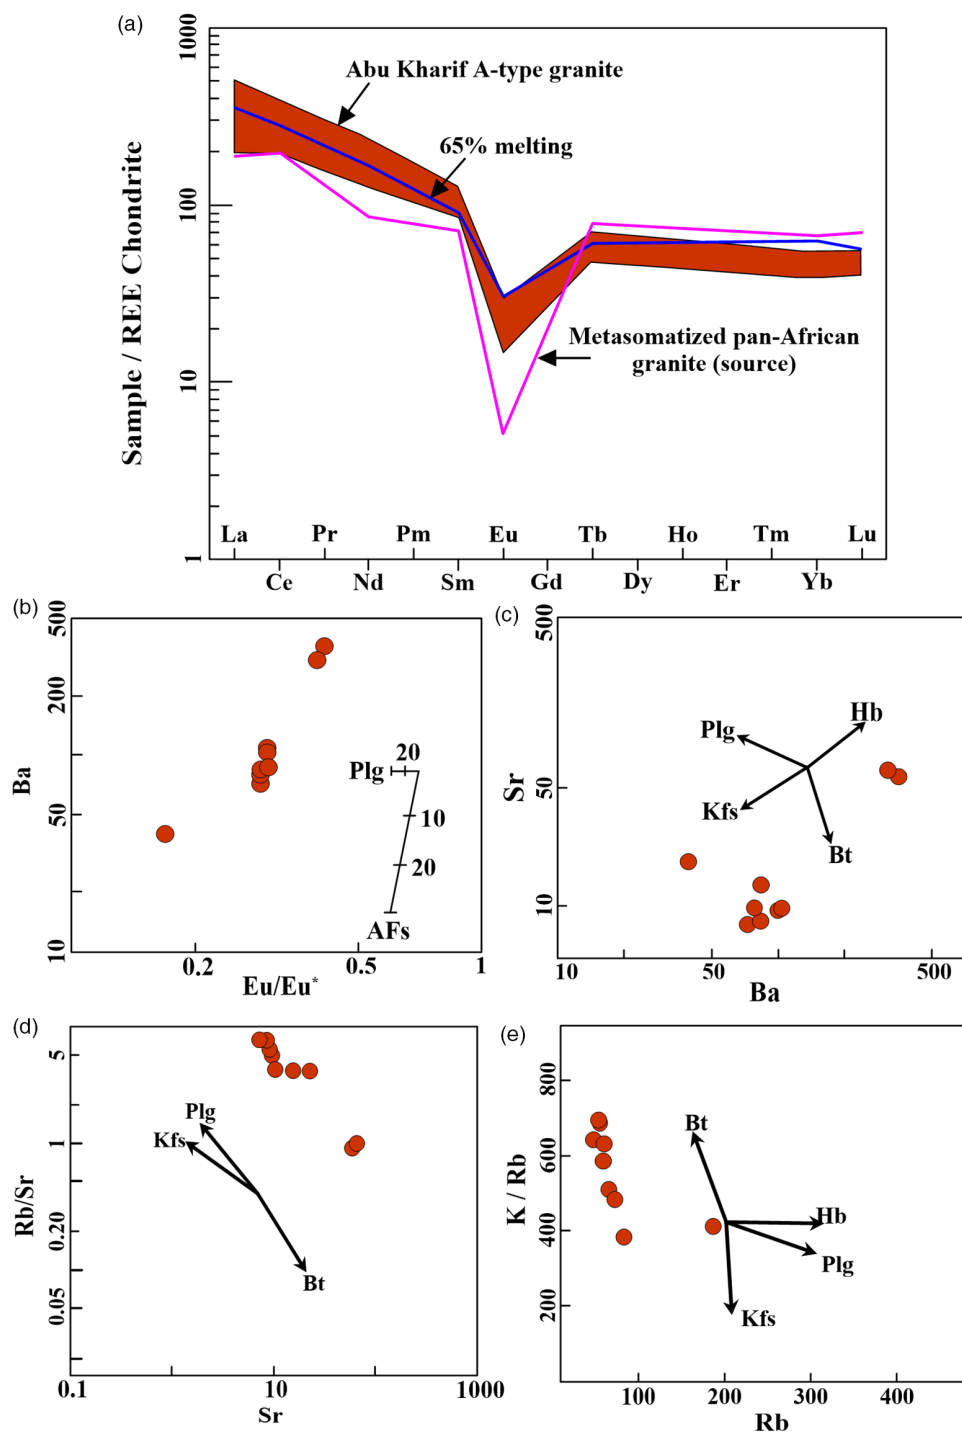 (a)
1000
Abu Kharif A-type granite
65% melting
100
Sample / REE Chondrite
Metasomatized pan-African
granite (source)
10
1
La Pr Pm Eu Tb Ho Tm Lu
Ce Nd Sm Gd Dy Er Yb
(b)
500
200
50
10
Ba
Plg
20
10
20
AFs
0.2 0.5 1
Eu/Eu*
(c)
500
50
10
Sr
Plg
Hb
Kfs
Bt
10 50 500
Ba
(d)
5
1
0.20
0.05
Rb/Sr
Plg
Kfs
Bt
0.1 10 1000
Sr
(e)
800
600
400
200
K / Rb
Bt
Hb
Plg
Kfs
100 200 300 400
Rb